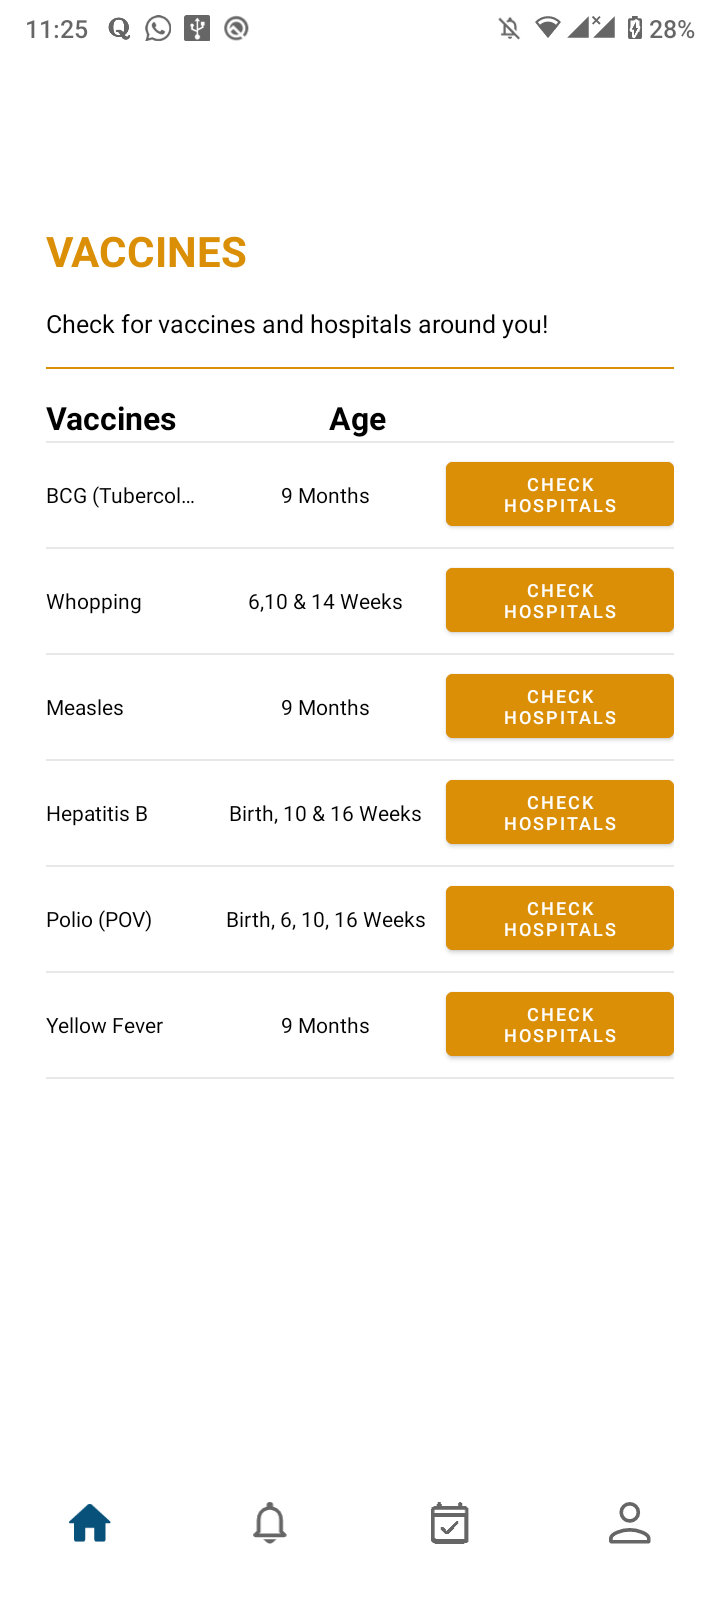 11:25 28%
VACCINES
Check for vaccines and hospitals around you!
Vaccines Age
BCG (Tubercol... 9 Months CHECK HOSPITALS
Whopping 6,10 & 14 Weeks CHECK HOSPITALS
Measles 9 Months CHECK HOSPITALS
Hepatitis B Birth, 10 & 16 Weeks CHECK HOSPITALS
Polio (POV) Birth, 6, 10, 16 Weeks CHECK HOSPITALS
Yellow Fever 9 Months CHECK HOSPITALS